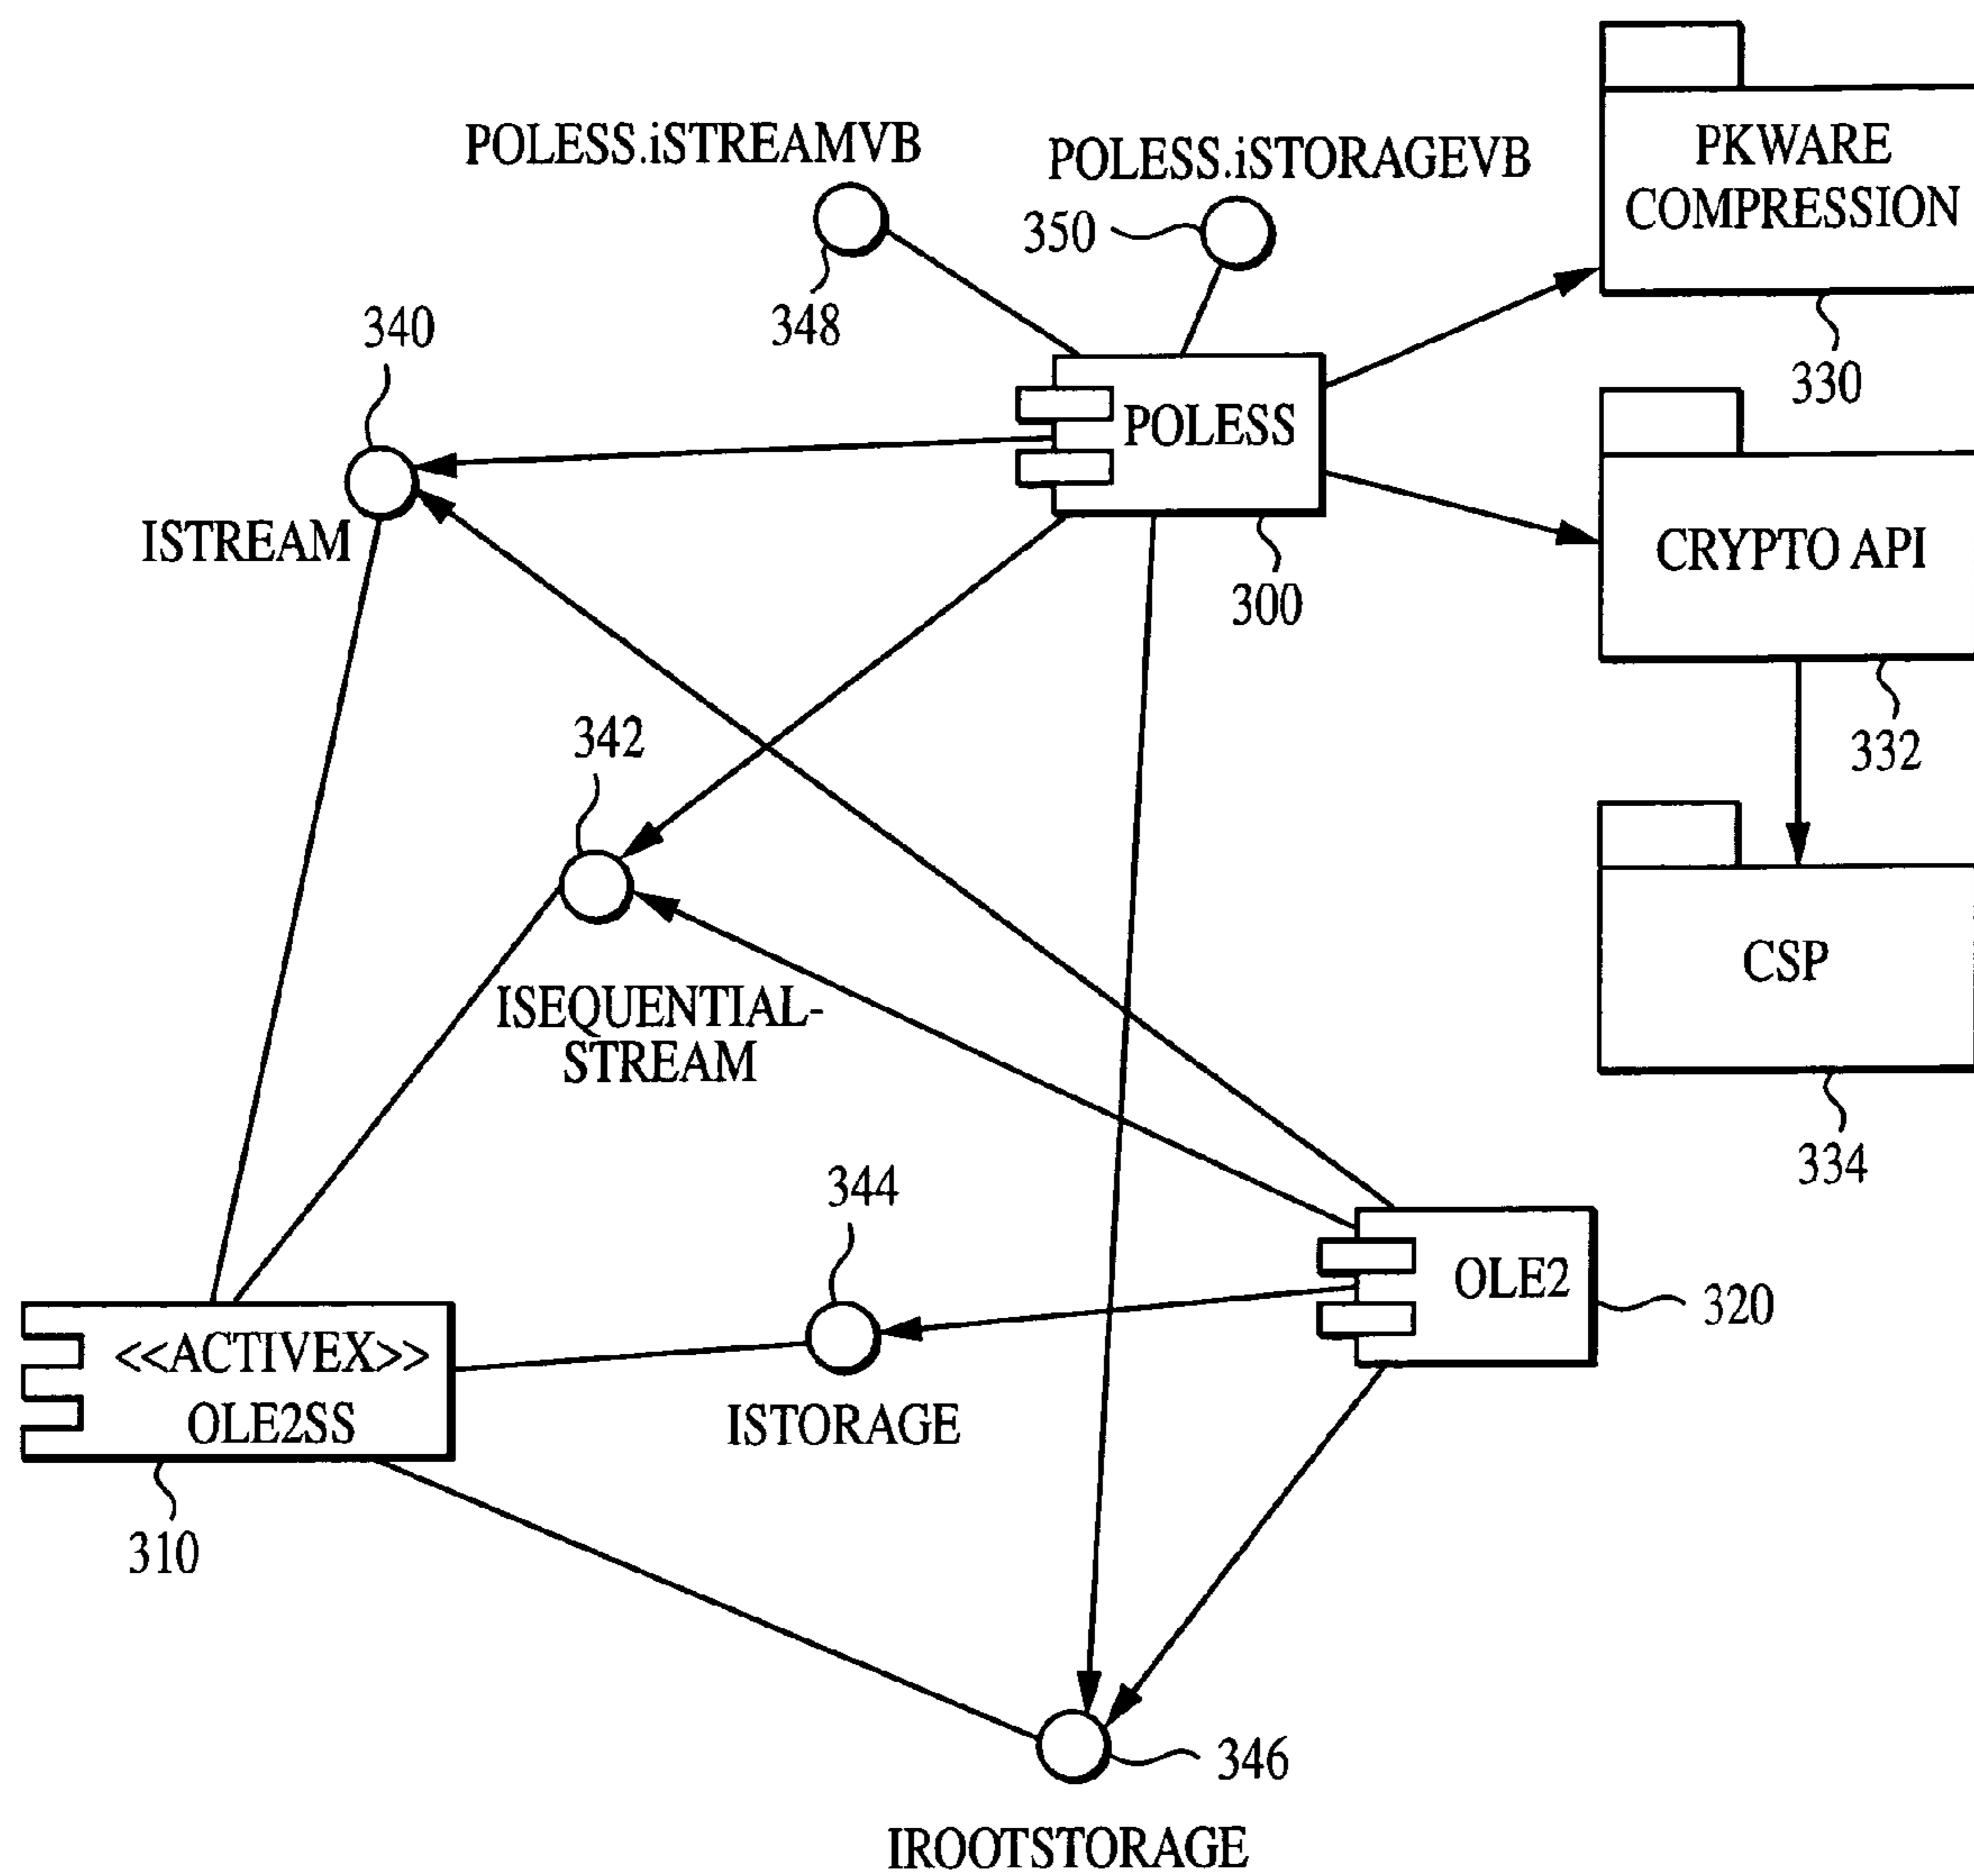 PKWARE
COMPRESSION
POLESS.iSTREAMVB
POLESS.iSTORAGEVB
350
348
340
330
POLESS
ISTREAM
CRYPTO API
300
342
332
CSP
ISEQUENTIAL-
STREAM
334
344
OLE2
320
<<ACTIVEX>>
OLE2SS
ISTORAGE
310
346
IROOTSTORAGE